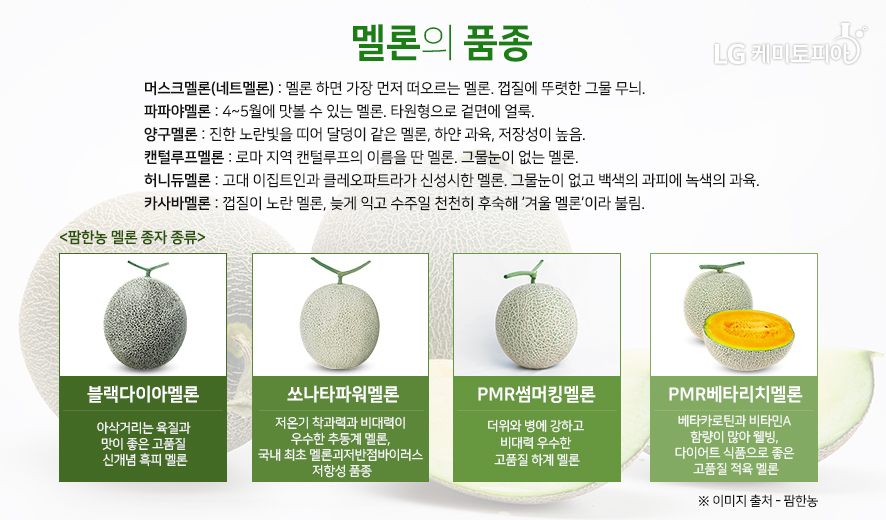 멜론의 품종
LG 케미토피아
머스크멜론(네트멜론) : 멜론 하면 가장 먼저 떠오르는 멜론. 껍질에 뚜렷한 그물 무늬.
파파야멜론 : 4~5월에 맛볼 수 있는 멜론. 타원형으로 겉면에 얼룩.
양구멜론 : 진한 노란빛을 띠어 달덩이 같은 멜론, 하얀 과육, 저장성이 높음.
캔털루프멜론 : 로마 지역 캔털루프의 이름을 딴 멜론. 그물눈이 없는 멜론.
허니듀멜론 : 고대 이집트인과 클레오파트라가 신성시한 멜론. 그물눈이 없고 백색의 과피에 녹색의 과육.
카사바멜론 : 껍질이 노란 멜론, 늦게 익고 수주일 천천히 후숙해 ‘겨울 멜론’이라 불림.
<팜한농 멜론 종자 종류>
블랙다이아멜론
아삭거리는 육질과
맛이 좋은 고품질
신개념 흑피 멜론
쏘나타파워멜론
저온기 착과력과 비대력이
우수한 추동계 멜론,
국내 최초 멜론괴저반점바이러스
저항성 품종
PMR썸머킹멜론
더위와 병에 강하고
비대력 우수한
고품질 하계 멜론
PMR베타리치멜론
베타카로틴과 비타민A
함량이 많아 웰빙,
다이어트 식품으로 좋은
고품질 적육 멜론
※ 이미지 출처 - 팜한농